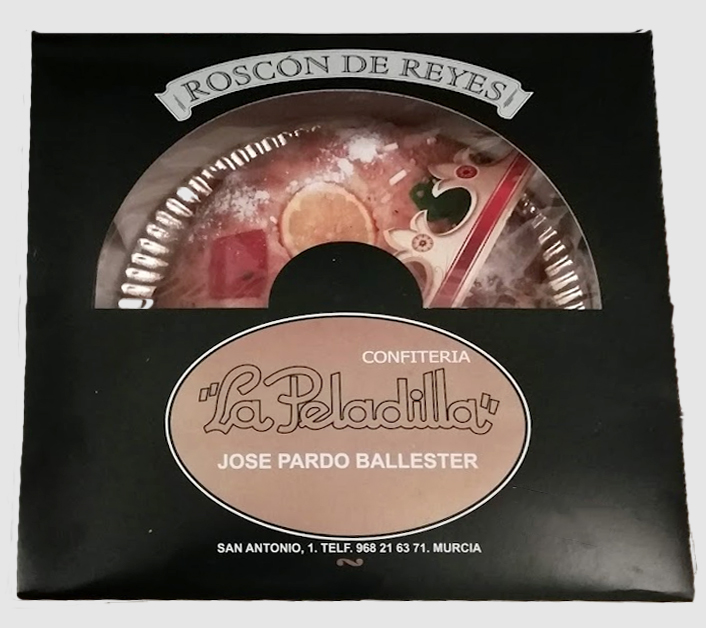 ROSCÓN DE REYES
CONFITERIA
"La Peladilla"
JOSE PARDO BALLESTER
SAN ANTONIO, 1. TELF. 968 21 63 71. MURCIA